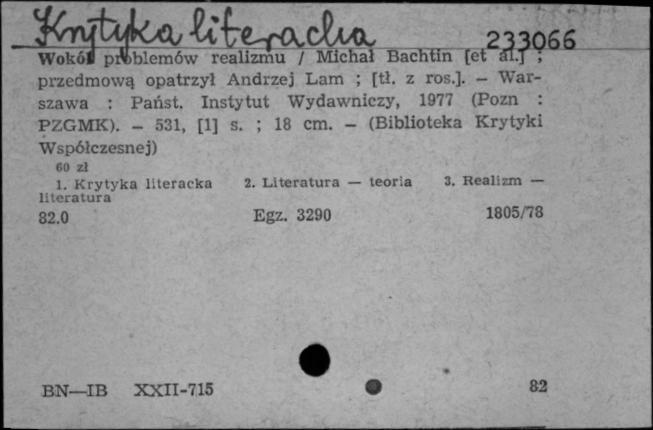 Krytyka literacka
233066
Wokół problemów realizmu / Michał Bachtin [et al.] ;
przedmową opatrzył Andrzej Lam ; [tł. z ros.]. — War-
szawa : Państ. Instytut Wydawniczy, 1977 (Pozn :
PZGMK). — 531, [1] s. ; 18 cm. — (Biblioteka Krytyki
Współczesnej)
60 zł
1. Krytyka literacka 2. Literatura — teoria 3. Realizm —
literatura
82.0 Egz. 3290 1805/78
BN—IB XXII-715 82